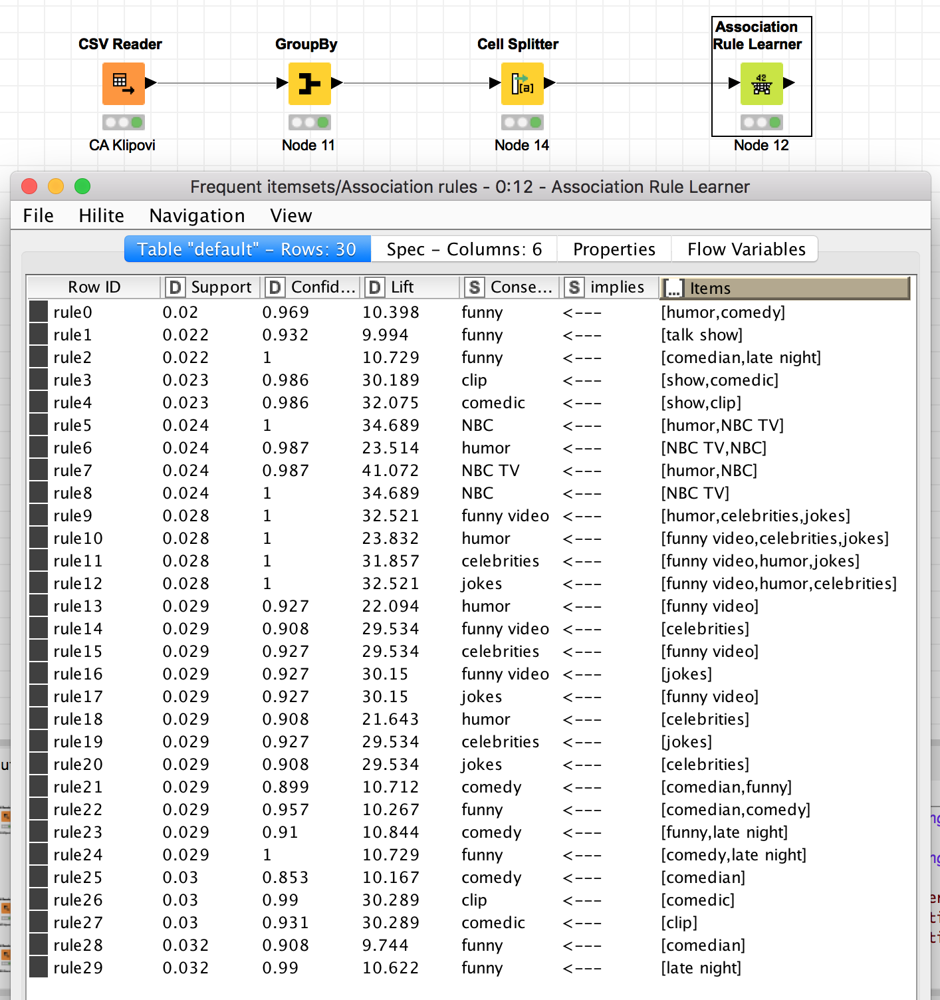 CSV Reader GroupBy Cell Splitter Association Rule Learner
[a] 42
CA Klipovi Node 11 Node 14 Node 12
Frequent itemsets/Association rules - 0:12 - Association Rule Learner
File Hilite Navigation View
Table "default" – Rows: 30 Spec – Columns: 6 Properties Flow Variables
Row ID D Support D Confid... D Lift S Conse... S implies [...] Items
rule0 0.02 0.969 10.398 funny <--- [humor,comedy]
rule1 0.022 0.932 9.994 funny <--- [talk show]
rule2 0.022 1 10.729 funny <--- [comedian,late night]
rule3 0.023 0.986 30.189 clip <--- [show,comedic]
rule4 0.023 0.986 32.075 comedic <--- [show,clip]
rule5 0.024 1 34.689 NBC <--- [humor,NBC TV]
rule6 0.024 0.987 23.514 humor <--- [NBC TV,NBC]
rule7 0.024 0.987 41.072 NBC TV <--- [humor,NBC]
rule8 0.024 1 34.689 NBC <--- [NBC TV]
rule9 0.028 1 32.521 funny video <--- [humor,celebrities,jokes]
rule10 0.028 1 23.832 humor <--- [funny video,celebrities,jokes]
rule11 0.028 1 31.857 celebrities <--- [funny video,humor,jokes]
rule12 0.028 1 32.521 jokes <--- [funny video,humor,celebrities]
rule13 0.029 0.927 22.094 humor <--- [funny video]
rule14 0.029 0.908 29.534 funny video <--- [celebrities]
rule15 0.029 0.927 29.534 celebrities <--- [funny video]
rule16 0.029 0.927 30.15 funny video <--- [jokes]
rule17 0.029 0.927 30.15 jokes <--- [funny video]
rule18 0.029 0.908 21.643 humor <--- [celebrities]
rule19 0.029 0.927 29.534 celebrities <--- [jokes]
rule20 0.029 0.908 29.534 jokes <--- [celebrities]
rule21 0.029 0.899 10.712 comedy <--- [comedian,funny]
rule22 0.029 0.957 10.267 funny <--- [comedian,comedy]
rule23 0.029 0.91 10.844 comedy <--- [funny,late night]
rule24 0.029 1 10.729 funny <--- [comedy,late night]
rule25 0.03 0.853 10.167 comedy <--- [comedian]
rule26 0.03 0.99 30.289 clip <--- [comedic]
rule27 0.03 0.931 30.289 comedic <--- [clip]
rule28 0.032 0.908 9.744 funny <--- [comedian]
rule29 0.032 0.99 10.622 funny <--- [late night]